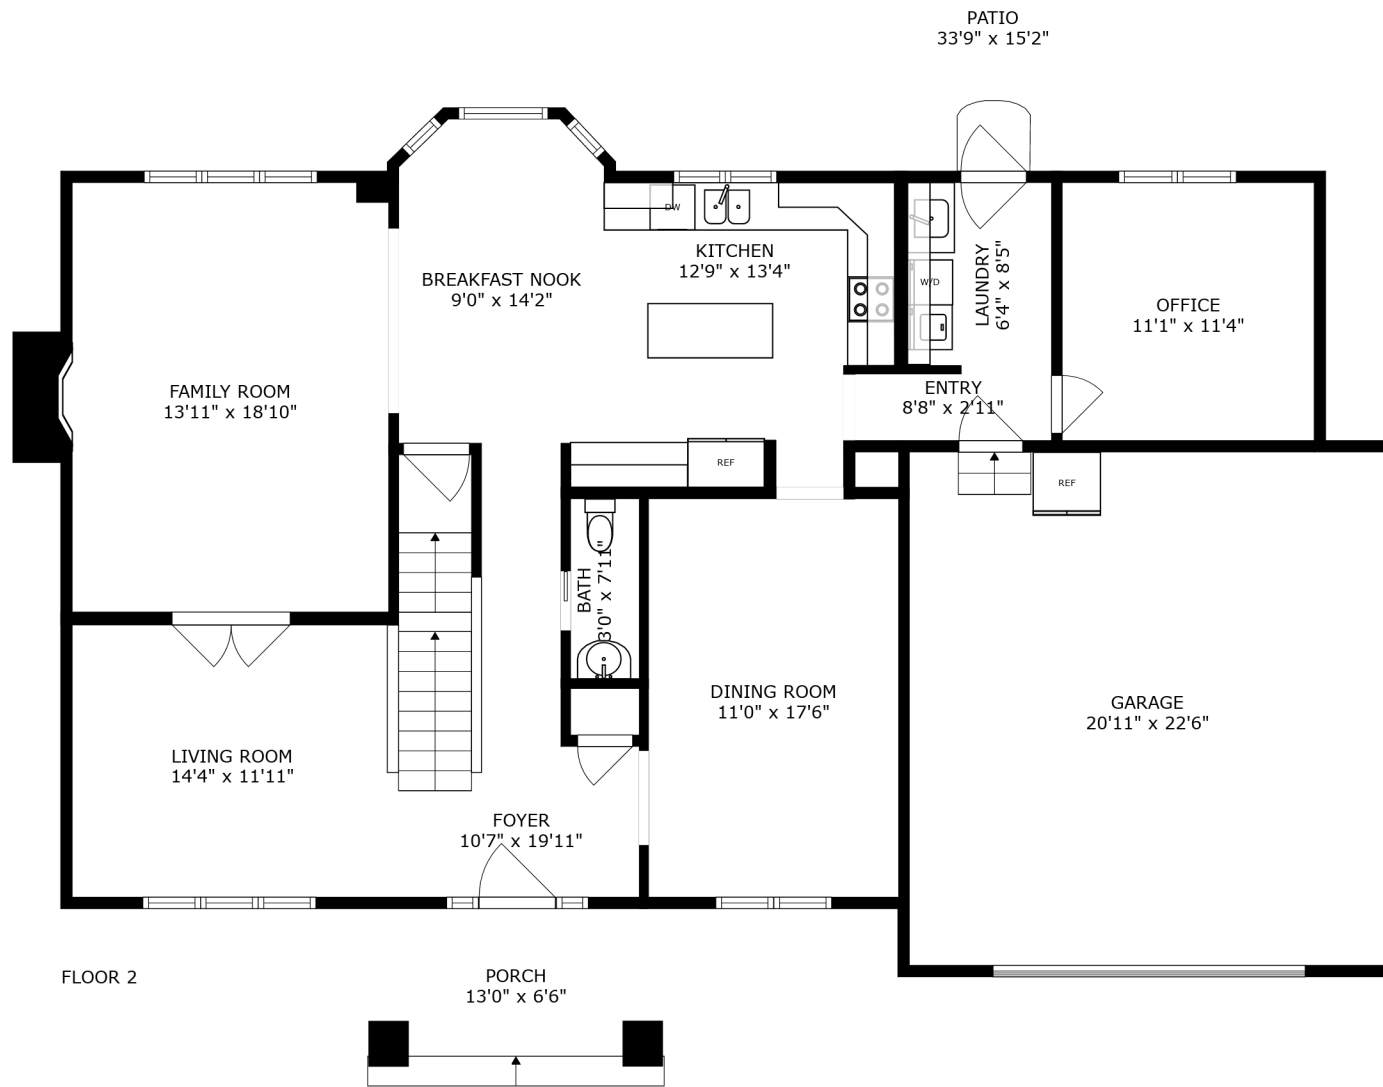 PATIO
33'9" x 15'2"
DW
KITCHEN
12'9" x 13'4"
BREAKFAST NOOK
9'0" x 14'2"
W/D
LAUNDRY
6'4" x 8'5"
OFFICE
11'1" x 11'4"
FAMILY ROOM
13'11" x 18'10"
ENTRY
8'8" x 2'11"
REF
REF
BATH
3'0" x 7'11"
DINING ROOM
11'0" x 17'6"
GARAGE
20'11" x 22'6"
LIVING ROOM
14'4" x 11'11"
FOYER
10'7" x 19'11"
FLOOR 2
PORCH
13'0" x 6'6"